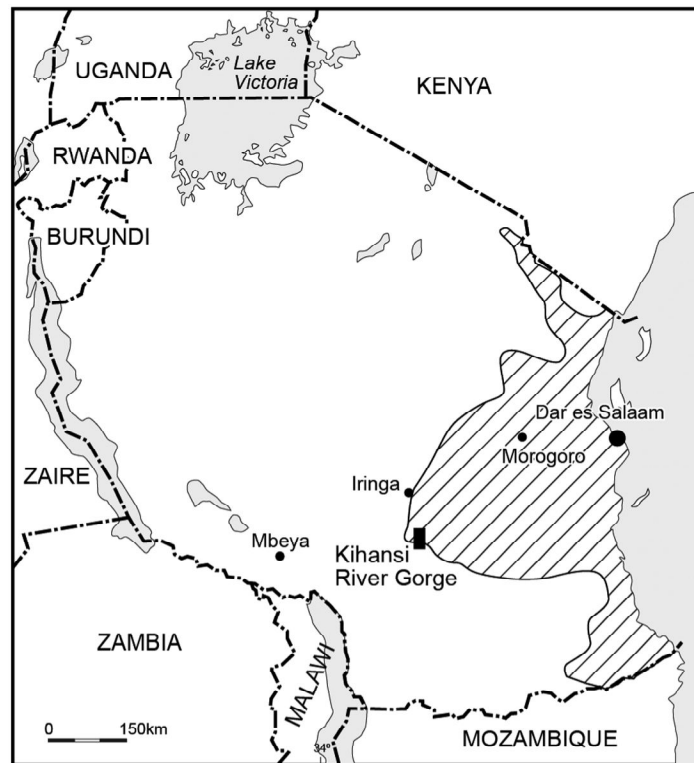 UGANDA
Lake
Victoria
KENYA
RWANDA
BURUNDI
Dar es Salaam
Morogoro
ZAIRE
Iringa
Mbeya
Kihansi
River Gorge
ZAMBIA
MALAWI
0 150km
34°
MOZAMBIQUE